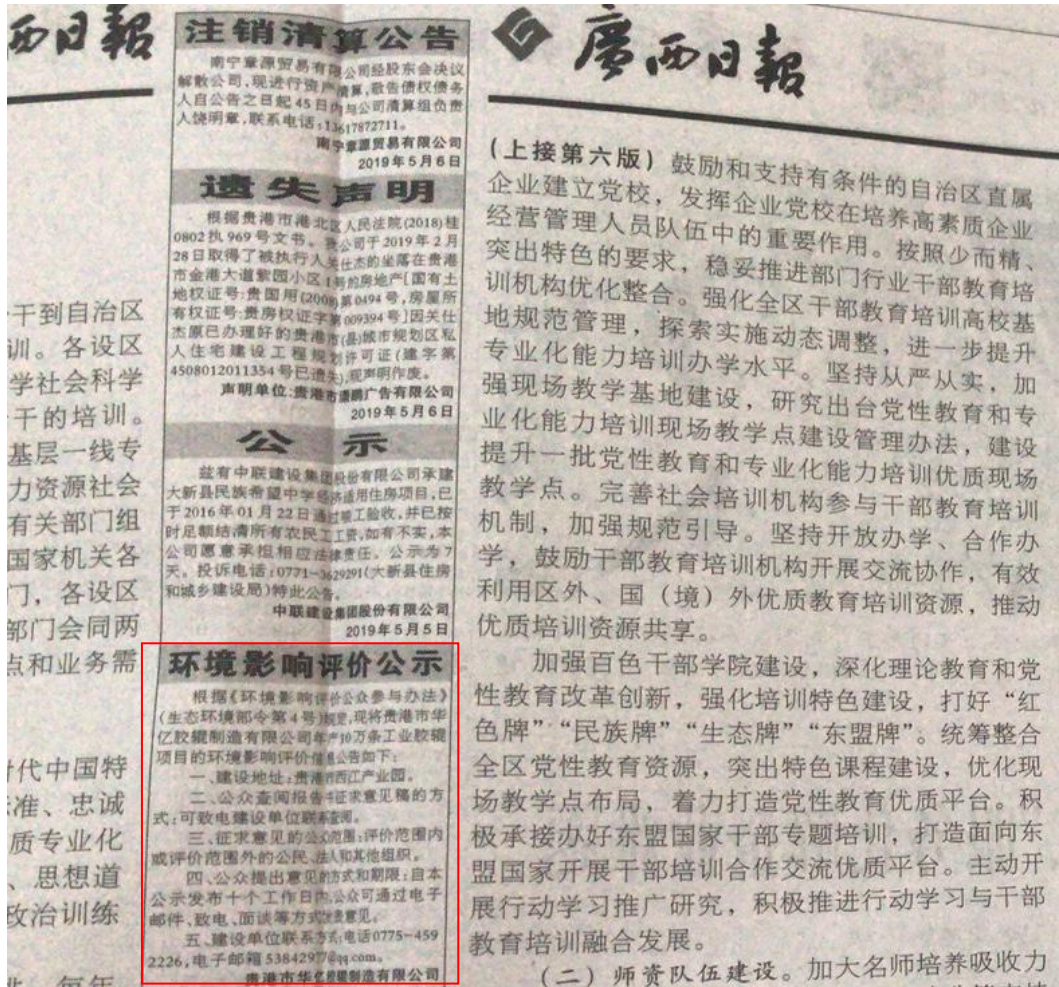 西日報
干到自治区
训。各设区
学社会科学
干的培训。
基层一线专
力资源社会
有关部门组
国家机关各
门，各设区
部门会同两
点和业务需
时代中国特
准、忠诚
质专业化
、思想道
政治训练
注销清算公告
南宁章源贸易有限公司经股东会决议
解散公司,现进行资产清算,敬告债权债务
人自公告之日起45日内与公司清算组负责
人饶明章,联系电话:13617872711。
南宁章源贸易有限公司
2019年5月6日
遗失声明
根据贵港市港北区人民法院(2018)桂
0802执969号文书。我公司于2019年2月
28日取得了被执行人关仕杰的坐落在贵港
市金港大道紫园小区1号的房地产[国有土
地权证号:贵国用(2008)第0494号,房屋所
有权证号:贵房权证字第009394号]因关仕
杰原已办理好的贵港市(县)城市规划区私
人住宅建设工程规划许可证(建字第
4508012011354号已遗失),现声明作废。
声明单位:贵港市鹏广告有限公司
2019年5月6日
公示
兹有中联建设集团股份有限公司承建
大新县民族希望中学经济适用住房项目,已
于2016年01月22日通过竣工验收,并已按
时足额结清所有农民工工资,如有不实,本
公司愿意承担相应法律责任。公示为7
天。投诉电话:0771-3629291(大新县住房
和城乡建设局)特此公告。
中联建设集团股份有限公司
2019年5月5日
环境影响评价公示
根据《环境影响评价公众参与办法》
(生态环境部令第4号)规定,现将贵港市华
亿胶辊制造有限公司年产10万条工业胶辊
项目的环境影响评价信息公告如下:
一、建设地址:贵港市西江产业园。
二、公众查阅报告书征求意见稿的方
式:可致电建设单位联系查阅。
三、征求意见的公众范围:评价范围内
或评价范围外的公民、法人和其他组织。
四、公众提出意见的方式和期限:自本
公示发布十个工作日内,公众可通过电子
邮件、致电、面谈等方式发表意见。
五、建设单位联系方式:电话0775-459
2226,电子邮箱53842977@qq.com。
贵港市华亿胶辊制造有限公司
廣西日報
(上接第六版) 鼓励和支持有条件的自治区直属
企业建立党校，发挥企业党校在培养高素质企业
经营管理人员队伍中的重要作用。按照少而精、
突出特色的要求，稳妥推进部门行业干部教育培
训机构优化整合。强化全区干部教育培训高校基
地规范管理，探索实施动态调整，进一步提升
专业化能力培训办学水平。坚持从严从实，加
强现场教学基地建设，研究出台党性教育和专
业化能力培训现场教学点建设管理办法，建设
提升一批党性教育和专业化能力培训优质现场
教学点。完善社会培训机构参与干部教育培训
机制，加强规范引导。坚持开放办学、合作办
学，鼓励干部教育培训机构开展交流协作，有效
利用区外、国（境）外优质教育培训资源，推动
优质培训资源共享。
加强百色干部学院建设，深化理论教育和党
性教育改革创新，强化培训特色建设，打好“红
色牌”“民族牌”“生态牌”“东盟牌”。统筹整合
全区党性教育资源，突出特色课程建设，优化现
场教学点布局，着力打造党性教育优质平台。积
极承接办好东盟国家干部专题培训，打造面向东
盟国家开展干部培训合作交流优质平台。主动开
展行动学习推广研究，积极推进行动学习与干部
教育培训融合发展。
(二) 师资队伍建设。加大名师培养吸收力